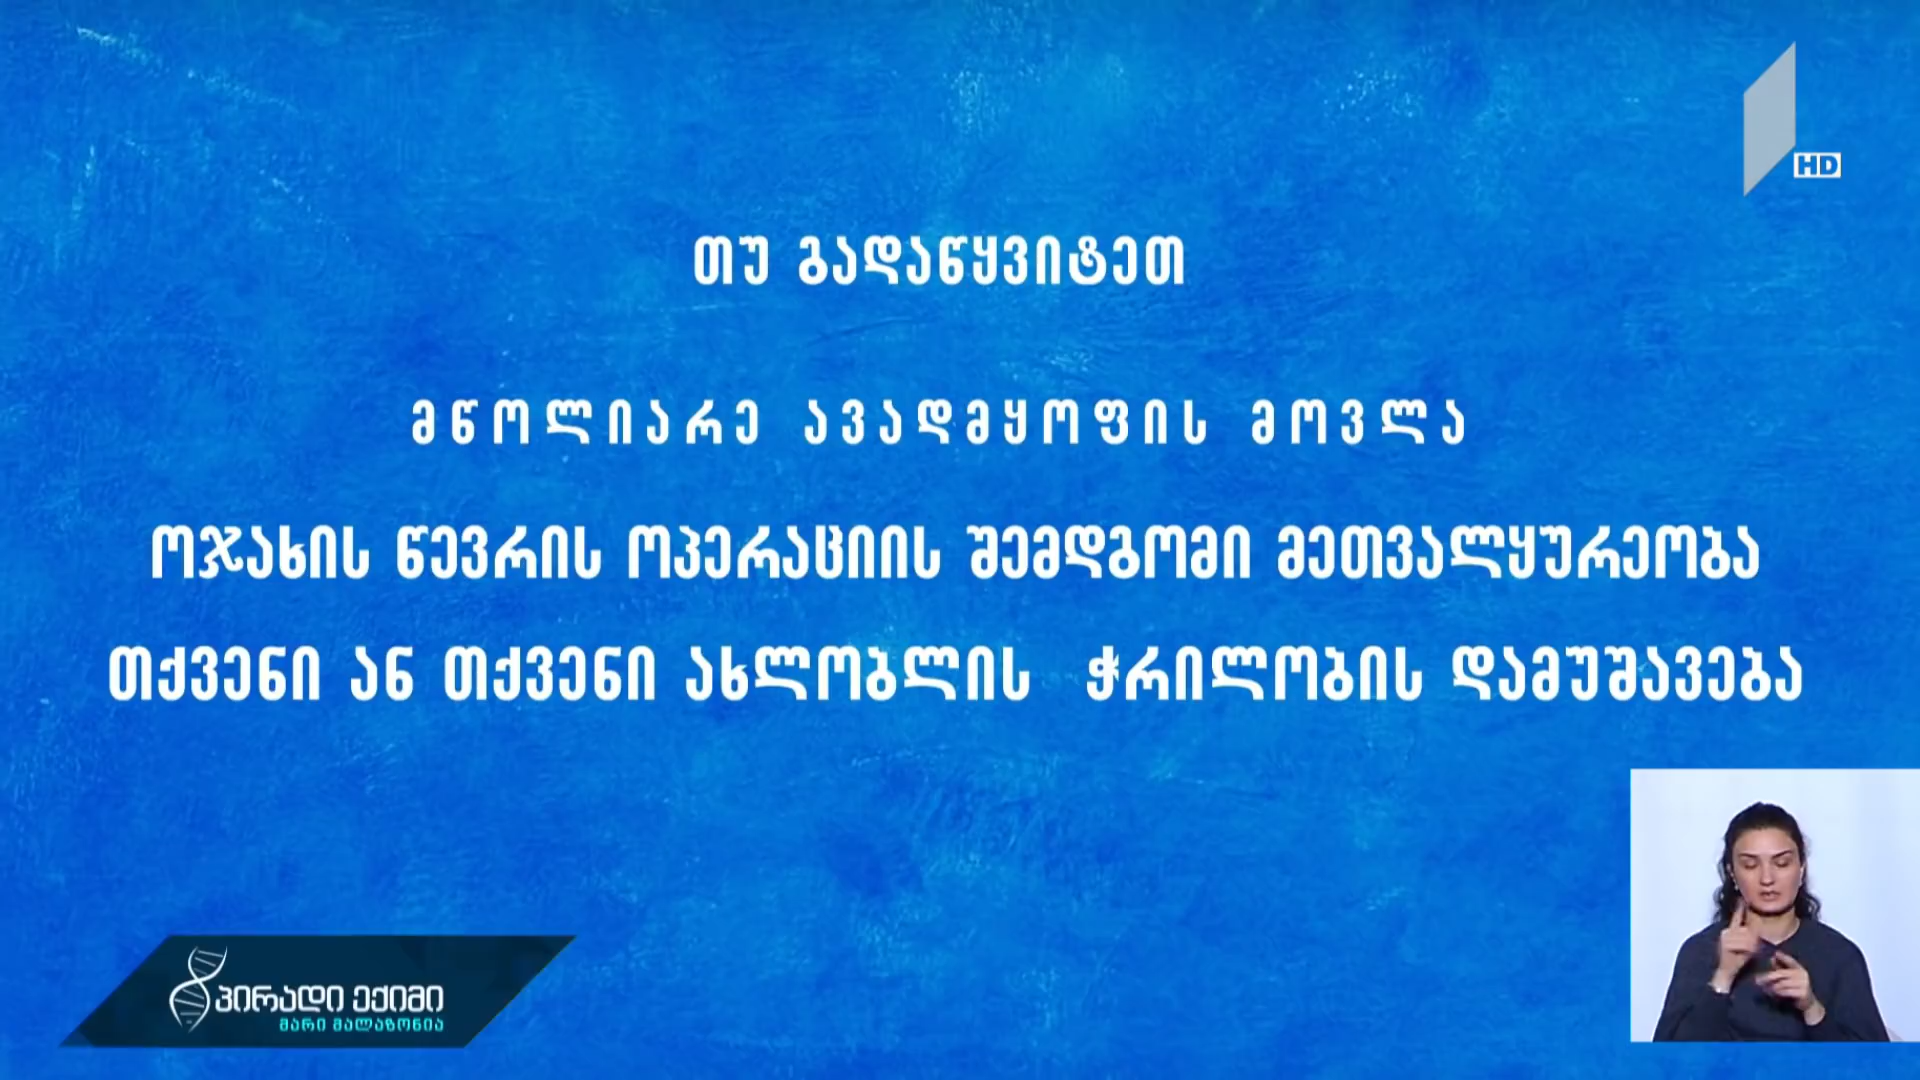 HD
თუ გადაწყვიტეთ
მწოლიარე ავადმყოფის მოვლა
ოჯახის წევრის ოპერაციის შემდგომი მეთვალყურეობა
თქვენი ან თქვენი ახლობლის ჭრილობის დამუშავება
პირადი ექიმი
მარი მალაზონია